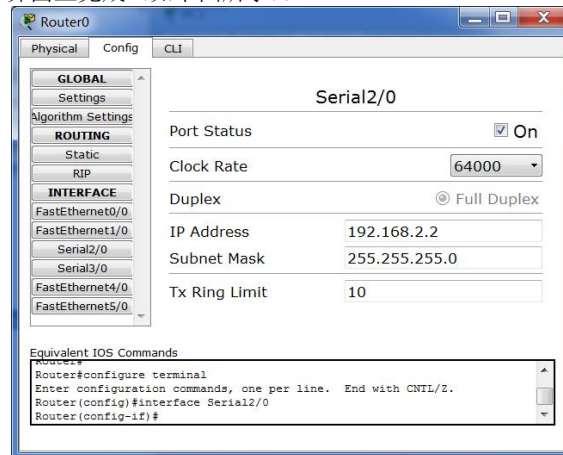 Router0
Physical Config CLI
GLOBAL
Settings
Algorithm Settings
ROUTING
Static
RIP
INTERFACE
FastEthernet0/0
FastEthernet1/0
Serial2/0
Serial3/0
FastEthernet4/0
FastEthernet5/0
Serial2/0
Port Status On
Clock Rate 64000
Duplex Full Duplex
IP Address 192.168.2.2
Subnet Mask 255.255.255.0
Tx Ring Limit 10
Equivalent IOS Commands
Router#
Router#configure terminal
Enter configuration commands, one per line. End with CNTL/Z.
Router(config)#interface Serial2/0
Router(config-if)#